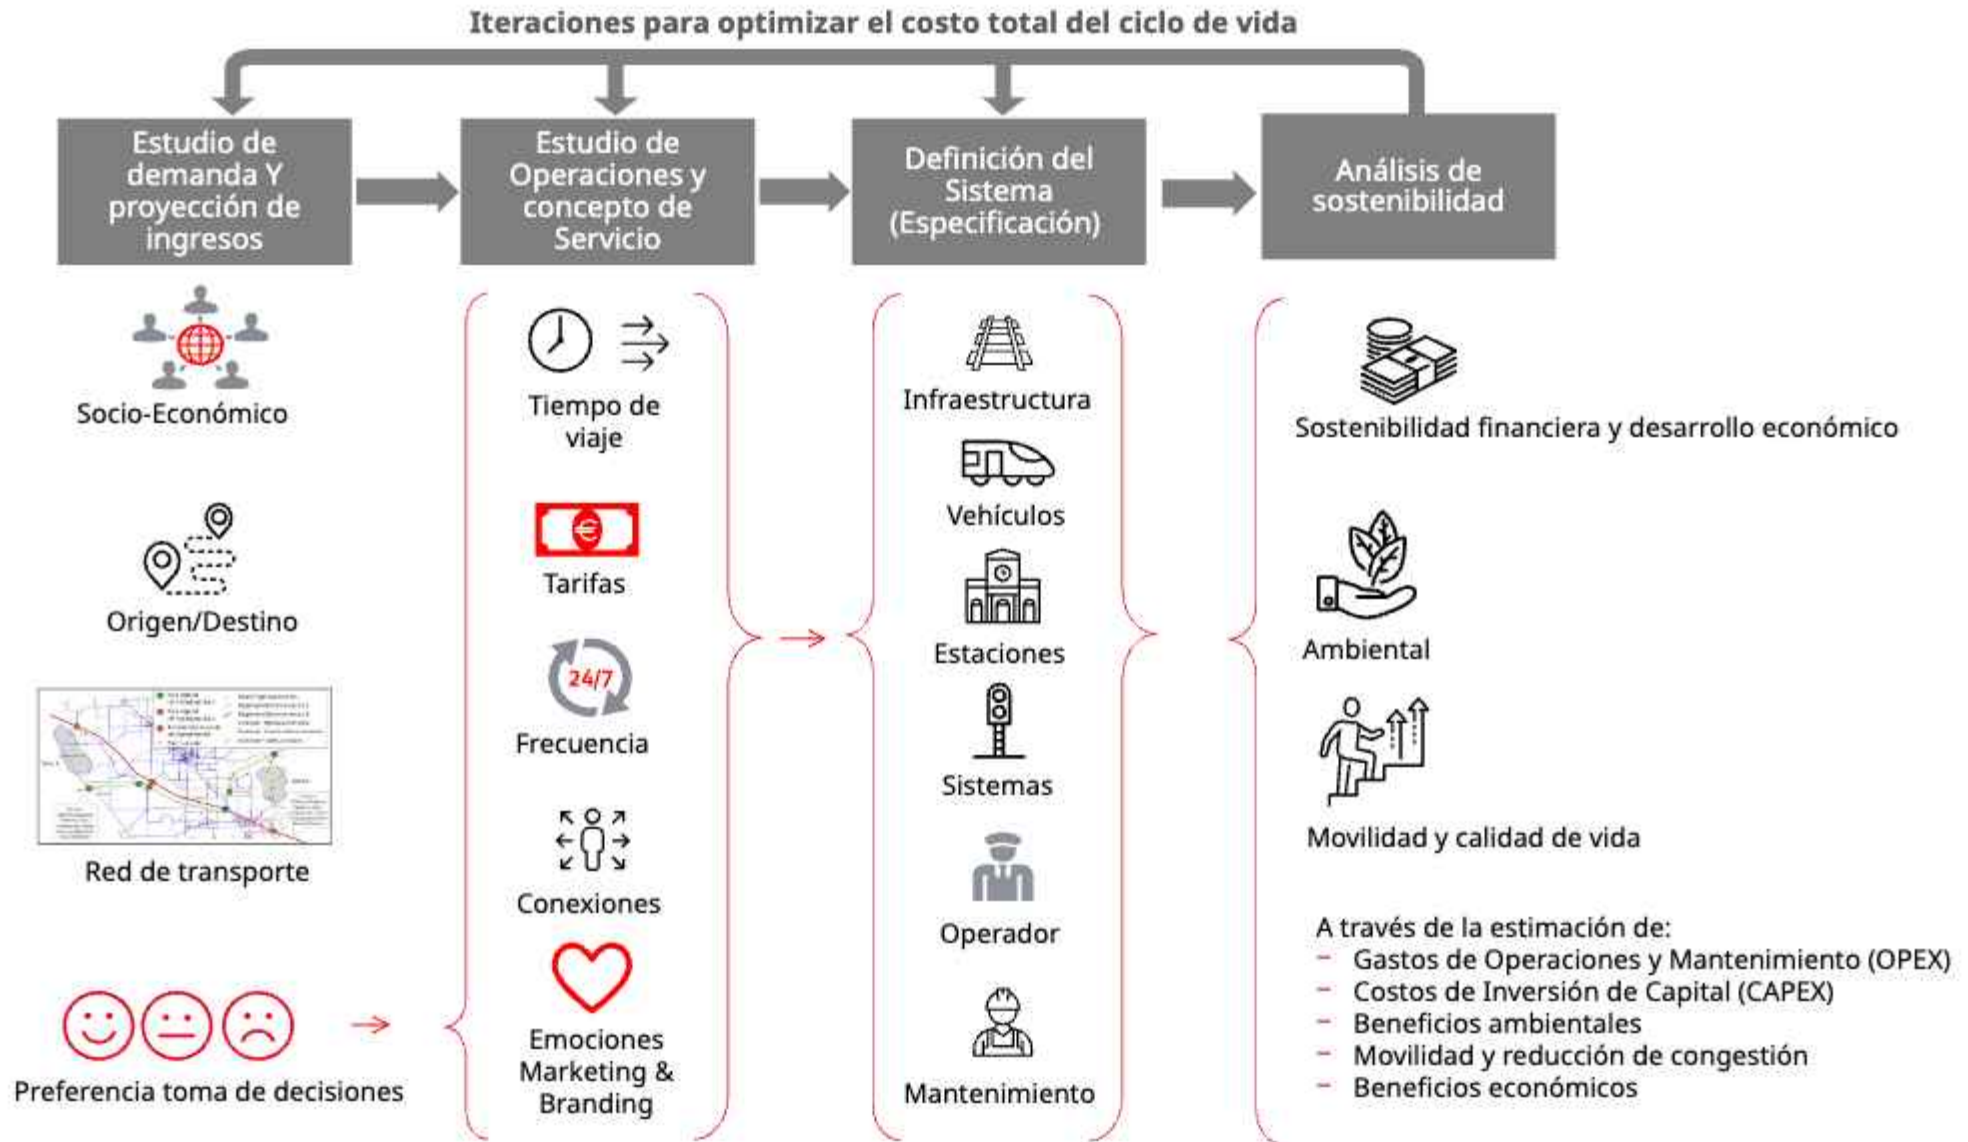 Iteraciones para optimizar el costo total del ciclo de vida
Estudio de
demanda Y
proyección de
ingresos
Estudio de
Operaciones y
concepto de
Servicio
Definición del
Sistema
(Especificación)
Análisis de
sostenibilidad
Socio-Económico
Origen/Destino
Red de transporte
Preferencia toma de decisiones
Tiempo de
viaje
Tarifas
24/7
Frecuencia
Conexiones
Emociones
Marketing &
Branding
Infraestructura
Vehículos
Estaciones
Sistemas
Operador
Mantenimiento
Sostenibilidad financiera y desarrollo económico
Ambiental
Movilidad y calidad de vida
A través de la estimación de:
– Gastos de Operaciones y Mantenimiento (OPEX)
– Costos de Inversión de Capital (CAPEX)
– Beneficios ambientales
– Movilidad y reducción de congestión
– Beneficios económicos